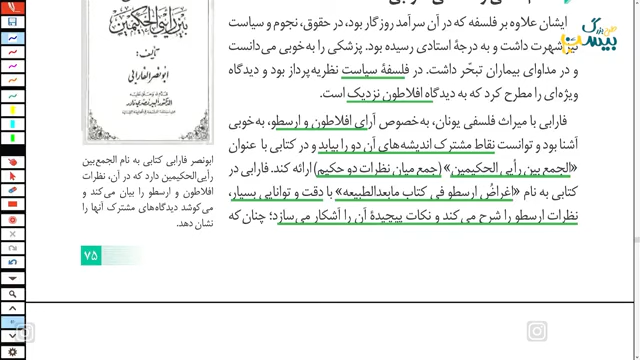 ایشان علاوه بر فلسفه که در آن سرآمد روزگار بود، در حقوق، نجوم و سیاست
نیز شهرت داشت و به درجهٔ استادی رسیده بود. پزشکی را به‌خوبی می‌دانست
و در مداوای بیماران تبحّر داشت. در فلسفهٔ سیاست نظریه‌پرداز بود و دیدگاه
ویژه‌ای را مطرح کرد که به دیدگاه افلاطون نزدیک است.
فارابی با میراث فلسفی یونان، به‌خصوص آرای افلاطون و ارسطو، به‌خوبی
آشنا بود و توانست نقاط مشترک اندیشه‌های آن دو را بیابد و در کتابی با عنوان
«الجمع بین رأیی الحکیمین» (جمع میان نظرات دو حکیم) ارائه کند. فارابی در
کتابی به نام «اغراضُ ارسطو فی کتاب مابعدالطبیعه» با دقت و توانایی بسیار،
نظرات ارسطو را شرح می‌کند و نکات پیچیدهٔ آن را آشکار می‌سازد؛ چنان که
بین رأیی الحکیمین
تألیف:
ابونصر الفارابی
ابونصر فارابی کتابی به نام الجمع‌بین
رأیی‌الحکیمین دارد که در آن، نظرات
افلاطون و ارسطو را بیان می‌کند و
می‌کوشد دیدگاه‌های مشترک آنها را
نشان دهد.
۷۵